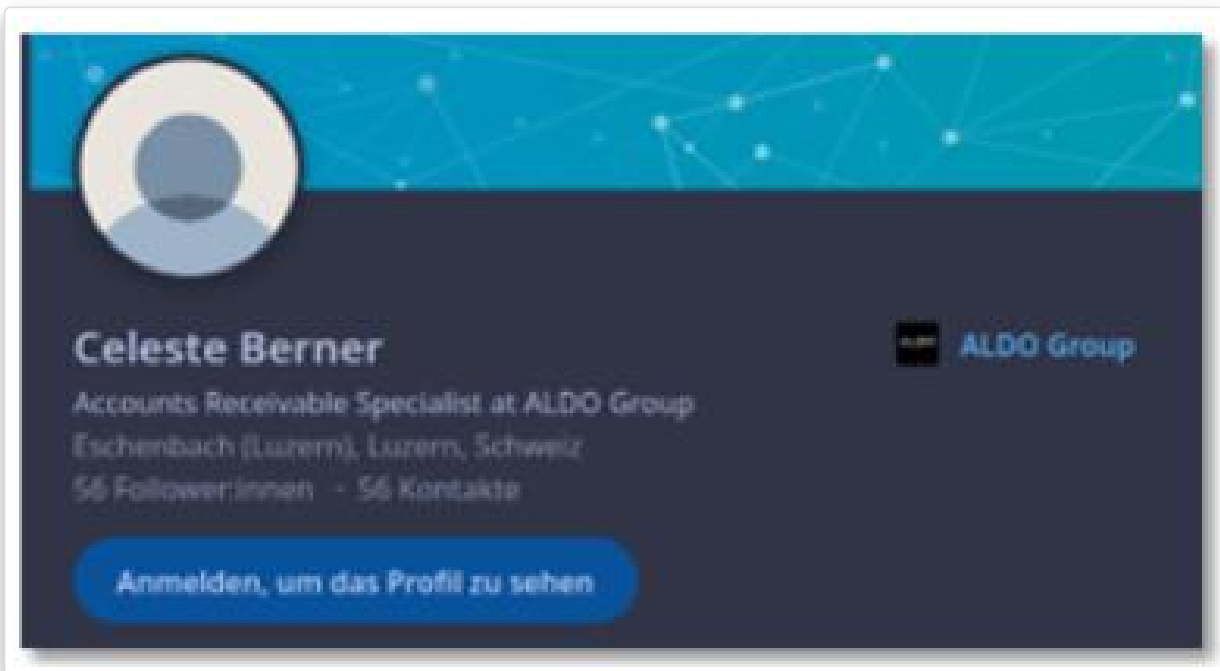 Celeste Berner
ALDO Group
Accounts Receivable Specialist at ALDO Group
Eschenbach (Luzern), Luzern, Schweiz
56 Follower:innen · 56 Kontakte
Anmelden, um das Profil zu sehen